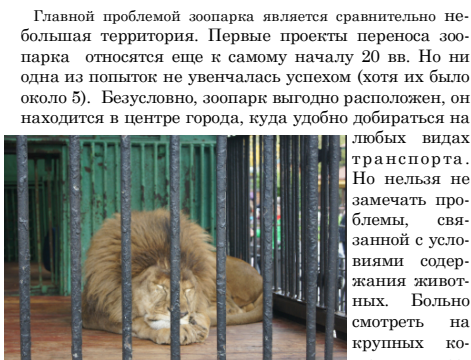 Главной проблемой зоопарка является сравнительно не-
большая территория. Первые проекты переноса зоо-
парка относятся еще к самому началу 20 вв. Но ни
одна из попыток не увенчалась успехом (хотя их было
около 5). Безусловно, зоопарк выгодно расположен, он
находится в центре города, куда удобно добираться на
любых видах
транспорта.
Но нельзя не
замечать про-
блемы, свя-
занной с усло-
виями содер-
жания живот-
ных. Больно
смотреть на
крупных ко-